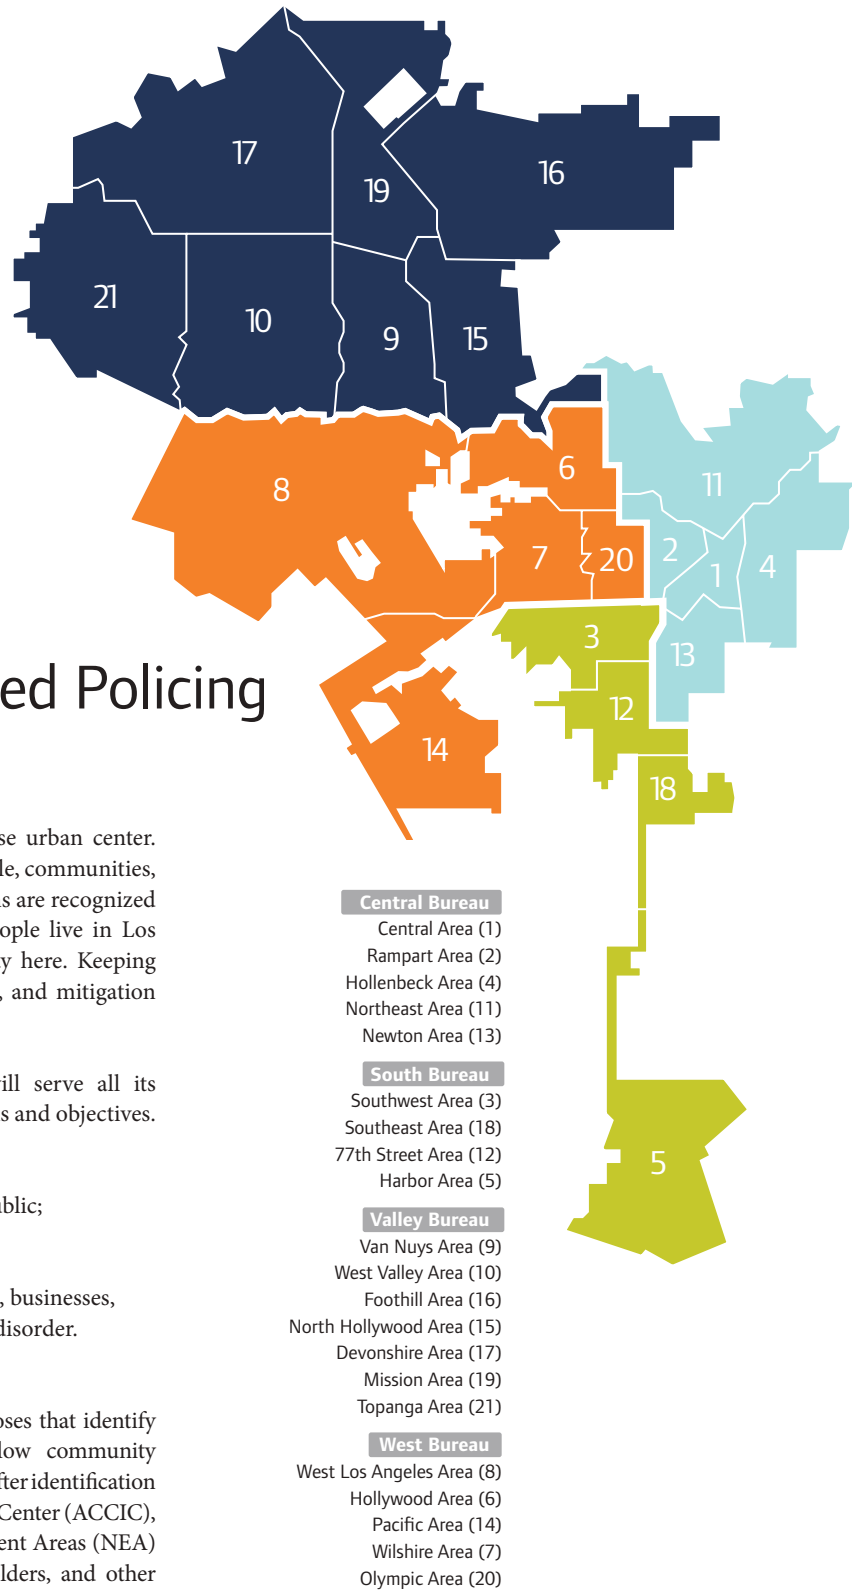 17
19
16
21
10
9
15
8
6
11
7
20
2
1
4
3
13
12
14
18
5
ed Policing
se urban center.
le, communities,
s are recognized
ople live in Los
y here. Keeping
, and mitigation
ill serve all its
s and objectives.
ublic;
, businesses,
disorder.
oses that identify
low community
fter identification
Center (ACCIC),
ent Areas (NEA)
lders, and other
Central Bureau
Central Area (1)
Rampart Area (2)
Hollenbeck Area (4)
Northeast Area (11)
Newton Area (13)
South Bureau
Southwest Area (3)
Southeast Area (18)
77th Street Area (12)
Harbor Area (5)
Valley Bureau
Van Nuys Area (9)
West Valley Area (10)
Foothill Area (16)
North Hollywood Area (15)
Devonshire Area (17)
Mission Area (19)
Topanga Area (21)
West Bureau
West Los Angeles Area (8)
Hollywood Area (6)
Pacific Area (14)
Wilshire Area (7)
Olympic Area (20)